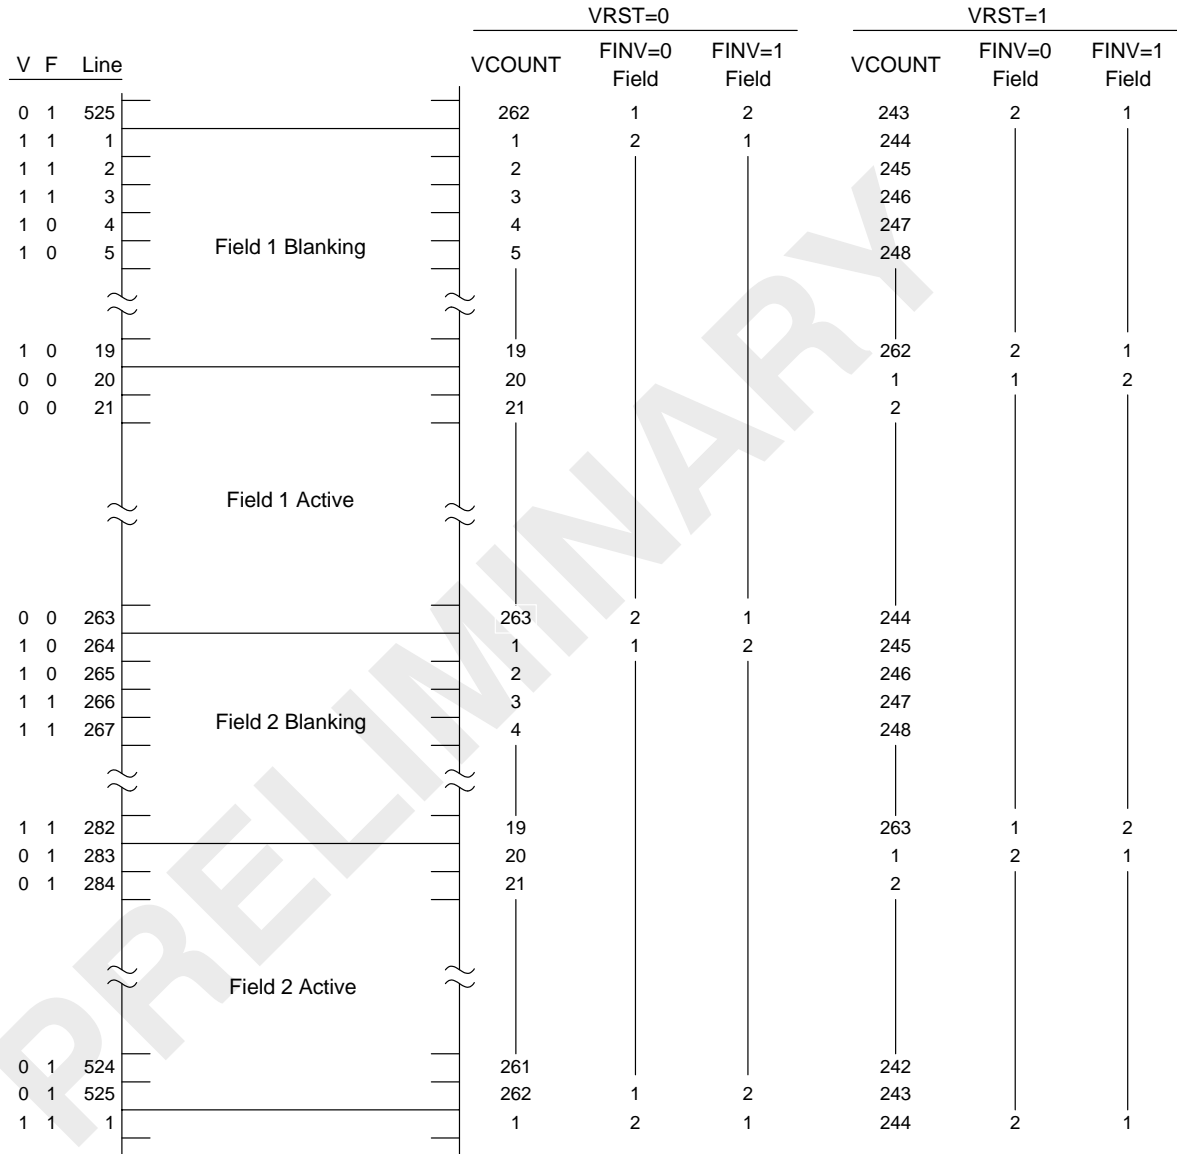 VRST=0 VRST=1
V F Line VCOUNT FINV=0 Field FINV=1 Field VCOUNT FINV=0 Field FINV=1 Field
0 1 525 262 1 2 243 2 1
1 1 1 1 2 1 244
1 1 2 2 245
1 1 3 3 246
1 0 4 4 247
1 0 5 Field 1 Blanking 5 248
1 0 19 19 262 2 1
0 0 20 20 1 1 2
0 0 21 21 2
Field 1 Active
0 0 263 263 2 1 244
1 0 264 1 1 2 245
1 0 265 2 246
1 1 266 3 247
Field 2 Blanking
1 1 267 4 248
1 1 282 19 263 1 2
0 1 283 20 1 2 1
0 1 284 21 2
Field 2 Active
0 1 524 261 242
0 1 525 262 1 2 243
1 1 1 1 2 1 244 2 1
PRELIMINARY